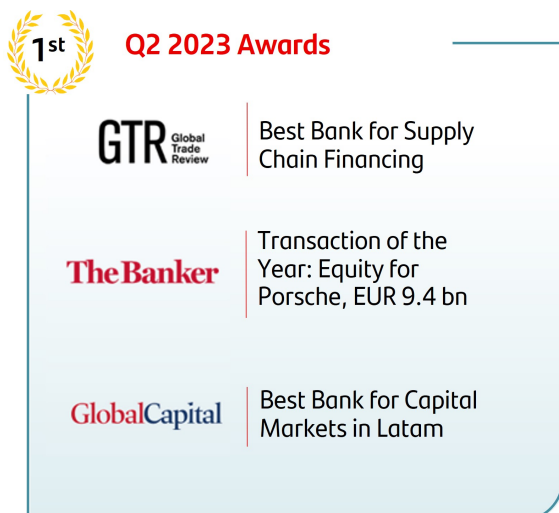 1st
Q2 2023 Awards
GTR Global
Trade
Review
Best Bank for Supply
Chain Financing
The Banker
Transaction of the
Year: Equity for
Porsche, EUR 9.4 bn
GlobalCapital
Best Bank for Capital
Markets in Latam